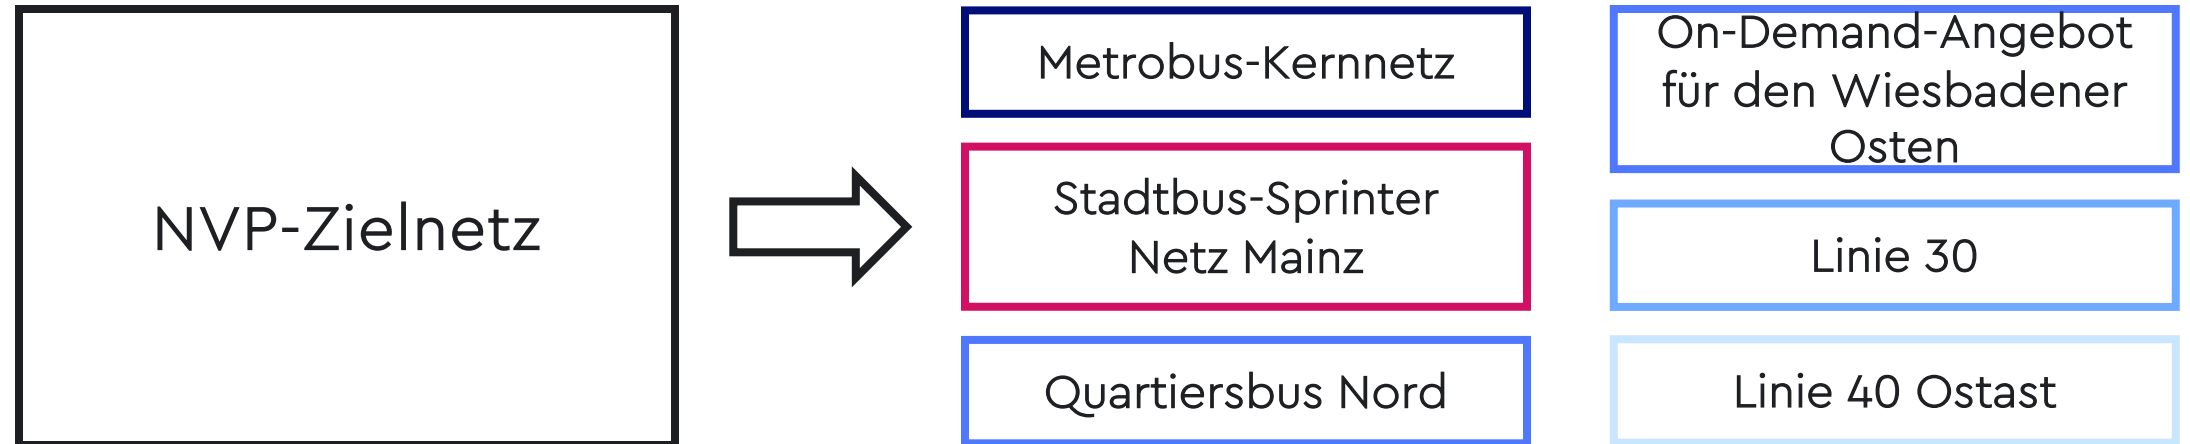 NVP-Zielnetz
Metrobus-Kernnetz
Stadtbus-Sprinter
Netz Mainz
Quartiersbus Nord
On-Demand-Angebot
für den Wiesbadener
Osten
Linie 30
Linie 40 Ostast